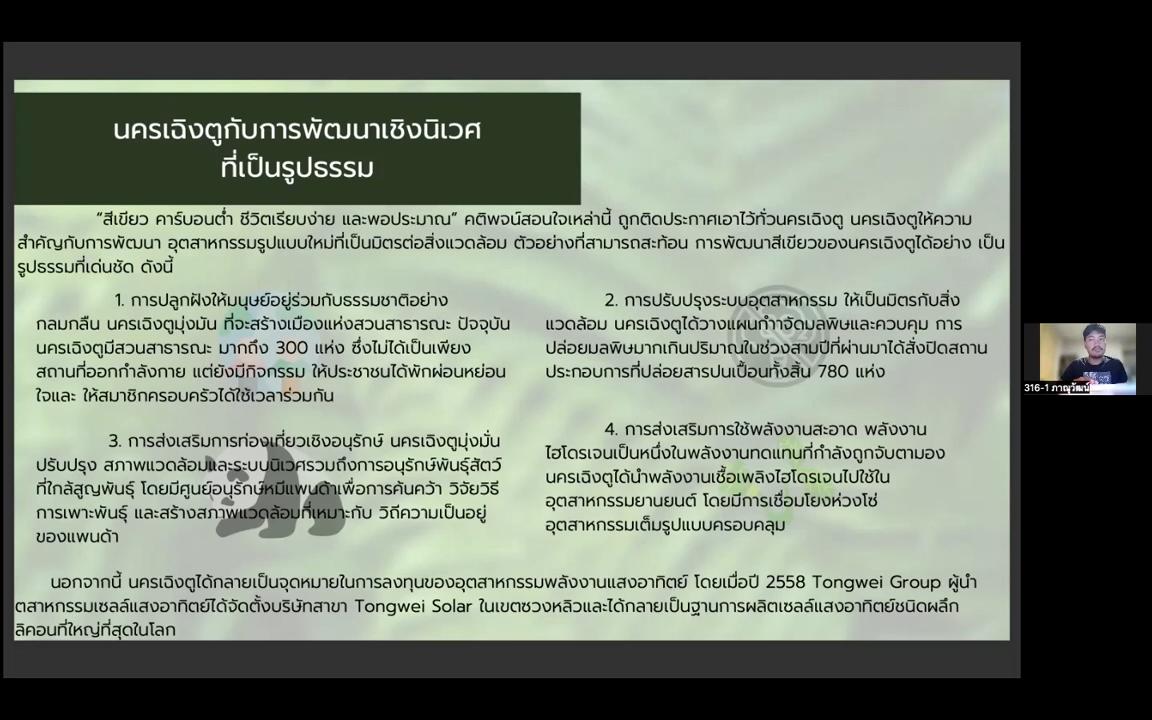 นครเฉิงตูกับการพัฒนาเชิงนิเวศ
ที่เป็นรูปธรรม
“สีเขียว คาร์บอนต่ำ ชีวิตเรียบง่าย และพอประมาณ” คติพจน์สอนใจเหล่านี้ ถูกติดประกาศเอาไว้ทั่วนครเฉิงตู นครเฉิงตูให้ความ
สำคัญกับการพัฒนา อุตสาหกรรมรูปแบบใหม่ที่เป็นมิตรต่อสิ่งแวดล้อม ตัวอย่างที่สามารถสะท้อน การพัฒนาสีเขียวของนครเฉิงตูได้อย่าง เป็น
รูปธรรมที่เด่นชัด ดังนี้
1. การปลูกฝังให้มนุษย์อยู่ร่วมกับธรรมชาติอย่าง
กลมกลืน นครเฉิงตูมุ่งมัน ที่จะสร้างเมืองแห่งสวนสาธารณะ ปัจจุบัน
นครเฉิงตูมีสวนสาธารณะ มากถึง 300 แห่ง ซึ่งไม่ได้เป็นเพียง
สถานที่ออกกำลังกาย แต่ยังมีกิจกรรม ให้ประชาชนได้พักผ่อนหย่อน
ใจและ ให้สมาชิกครอบครัวได้ใช้เวลาร่วมกัน
2. การปรับปรุงระบบอุตสาหกรรม ให้เป็นมิตรกับสิ่ง
แวดล้อม นครเฉิงตูได้วางแผนกำาจัดมลพิษและควบคุม การ
ปล่อยมลพิษมากเกินปริมาณในช่วงสามปีที่ผ่านมาได้สั่งปิดสถาน
ประกอบการที่ปล่อยสารปนเปื้อนทั้งสิ้น 780 แห่ง
3. การส่งเสริมการท่องเที่ยวเชิงอนุรักษ์ นครเฉิงตูมุ่งมั่น
ปรับปรุง สภาพแวดล้อมและระบบนิเวศรวมถึงการอนุรักษ์พันธุ์สัตว์
ที่ใกล้สูญพันธุ์ โดยมีศูนย์อนุรักษ์หมีแพนด้าเพื่อการค้นคว้า วิจัยวิธี
การเพาะพันธุ์ และสร้างสภาพแวดล้อมที่เหมาะกับ วิถีความเป็นอยู่
ของแพนด้า
4. การส่งเสริมการใช้พลังงานสะอาด พลังงาน
ไฮโดรเจนเป็นหนึ่งในพลังงานทดแทนที่กำลังถูกจับตามอง
นครเฉิงตูได้นำพลังงานเชื้อเพลิงไฮโดรเจนไปใช้ใน
อุตสาหกรรมยานยนต์ โดยมีการเชื่อมโยงห่วงโซ่
อุตสาหกรรมเต็มรูปแบบครอบคลุม
นอกจากนี้ นครเฉิงตูได้กลายเป็นจุดหมายในการลงทุนของอุตสาหกรรมพลังงานแสงอาทิตย์ โดยเมื่อปี 2558 Tongwei Group ผู้นำ
ตสาหกรรมเซลล์แสงอาทิตย์ได้จัดตั้งบริษัทสาขา Tongwei Solar ในเขตซวงหลิวและได้กลายเป็นฐานการผลิตเซลล์แสงอาทิตย์ชนิดผลึก
ลิคอนที่ใหญ่ที่สุดในโลก
316-1 ภาณุวัฒน์